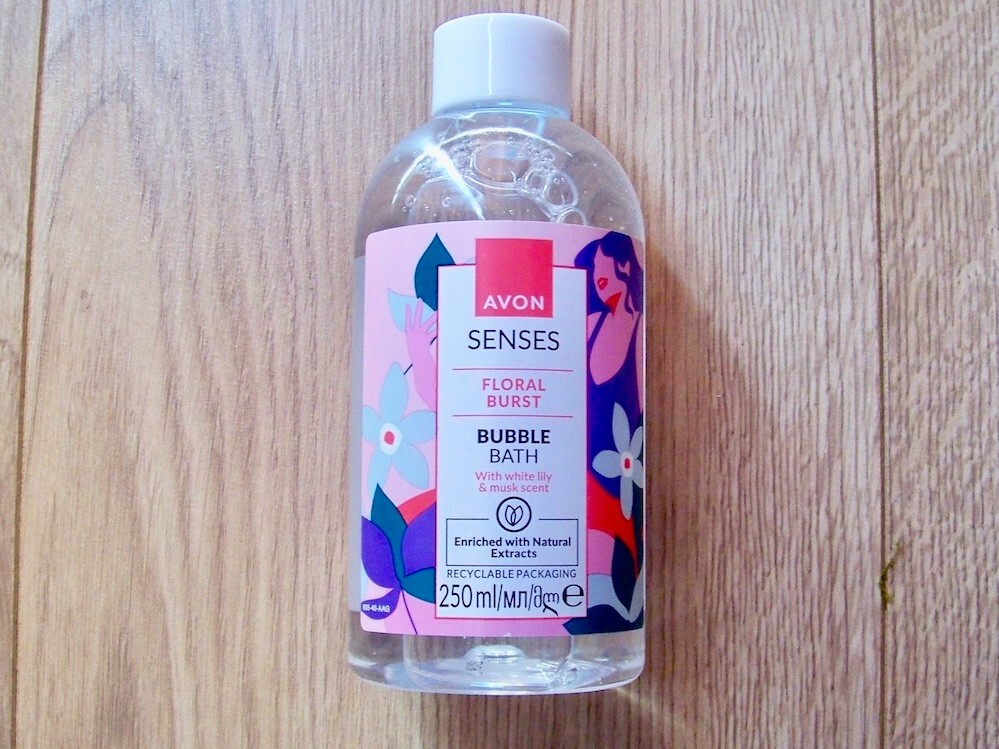 AVON
SENSES
FLORAL
BURST
BUBBLE
BATH
With white lily
& musk scent
Enriched with Natural
Extracts
RECYCLABLE PACKAGING
250 ml/мл/მლ e